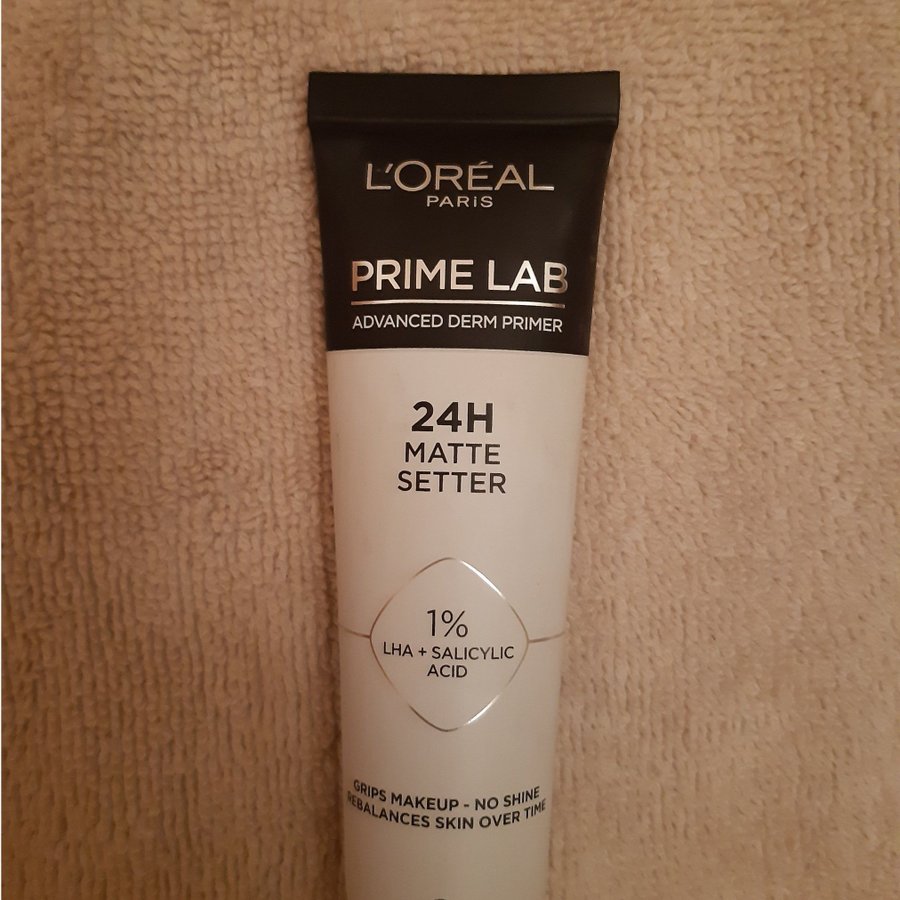 L'ORÉAL
PARIS
PRIME LAB
ADVANCED DERM PRIMER
24H
MATTE
SETTER
1%
LHA + SALICYLIC
ACID
GRIPS MAKEUP - NO SHINE
REBALANCES SKIN OVER TIME